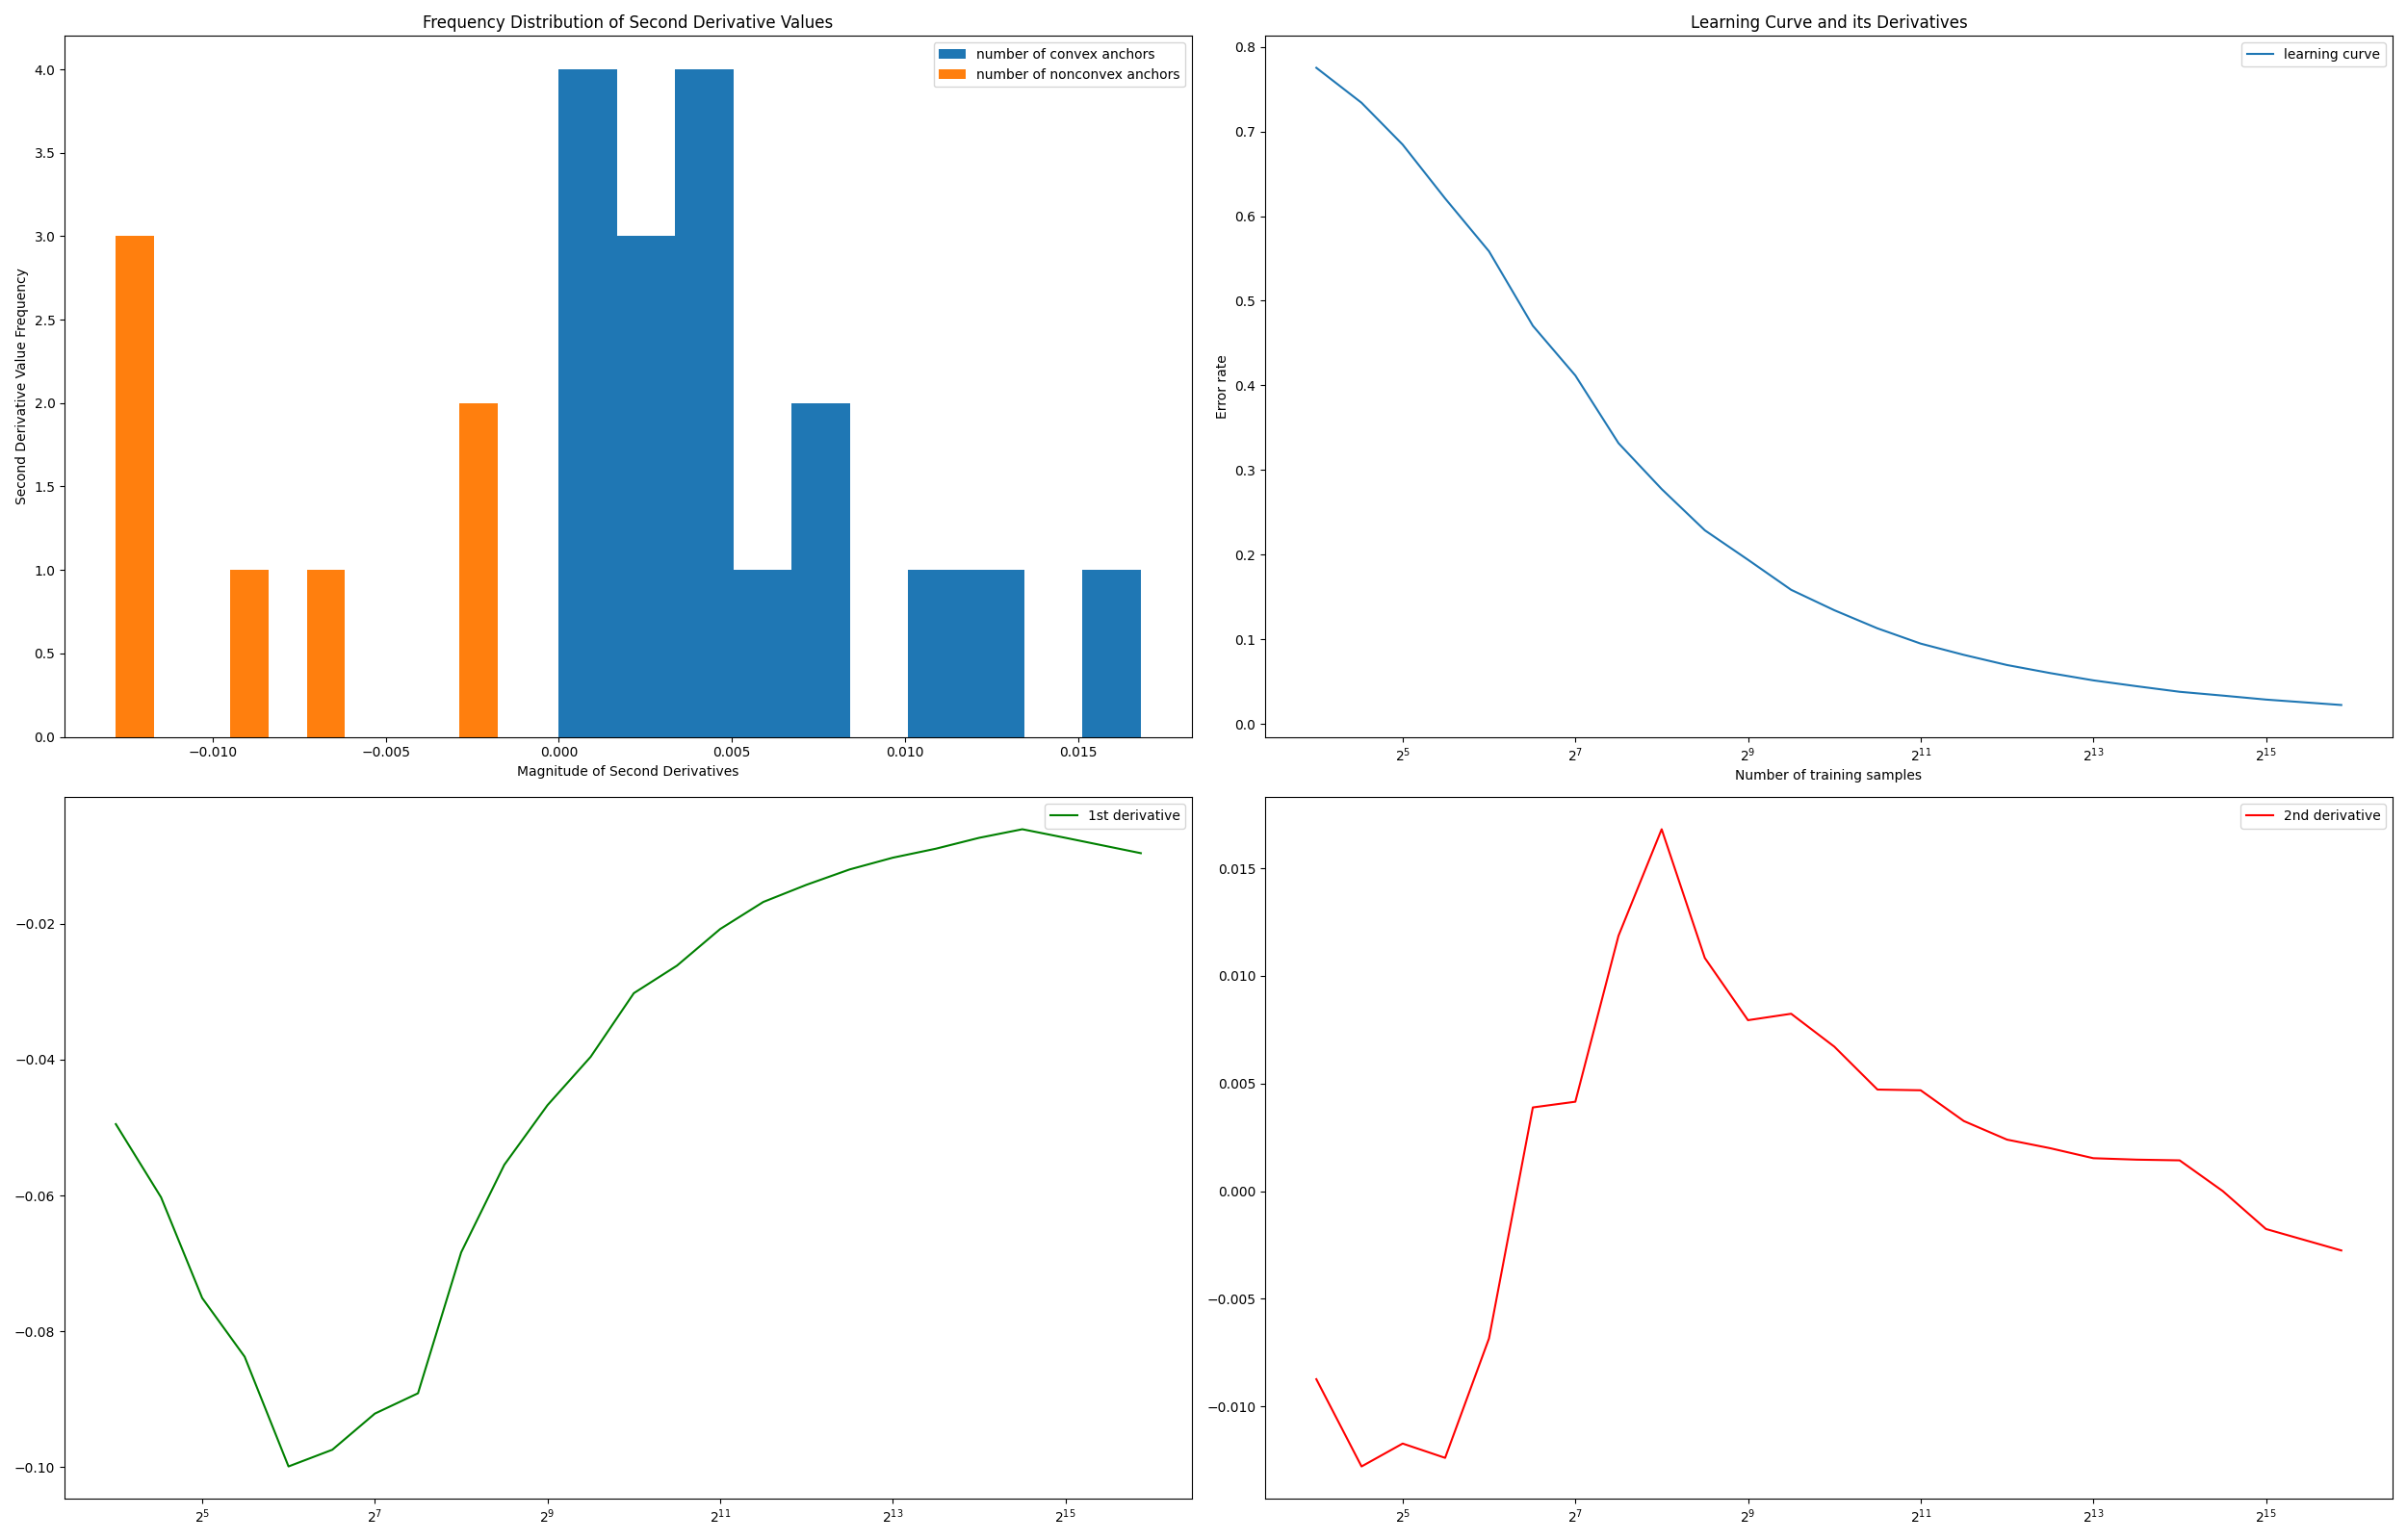 Frequency Distribution of Second Derivative Values
number of convex anchors
number of nonconvex anchors
4.0
3.5
3.0
2.5
2.0
1.5
1.0
0.5
0.0
Second Derivative Value Frequency
−0.010 −0.005 0.000 0.005 0.010 0.015
Magnitude of Second Derivatives
Learning Curve and its Derivatives
learning curve
0.8
0.7
0.6
0.5
0.4
0.3
0.2
0.1
0.0
Error rate
2^5 2^7 2^9 2^11 2^13 2^15
Number of training samples
1st derivative
−0.02
−0.04
−0.06
−0.08
−0.10
2^5 2^7 2^9 2^11 2^13 2^15
2nd derivative
0.015
0.010
0.005
0.000
−0.005
−0.010
2^5 2^7 2^9 2^11 2^13 2^15